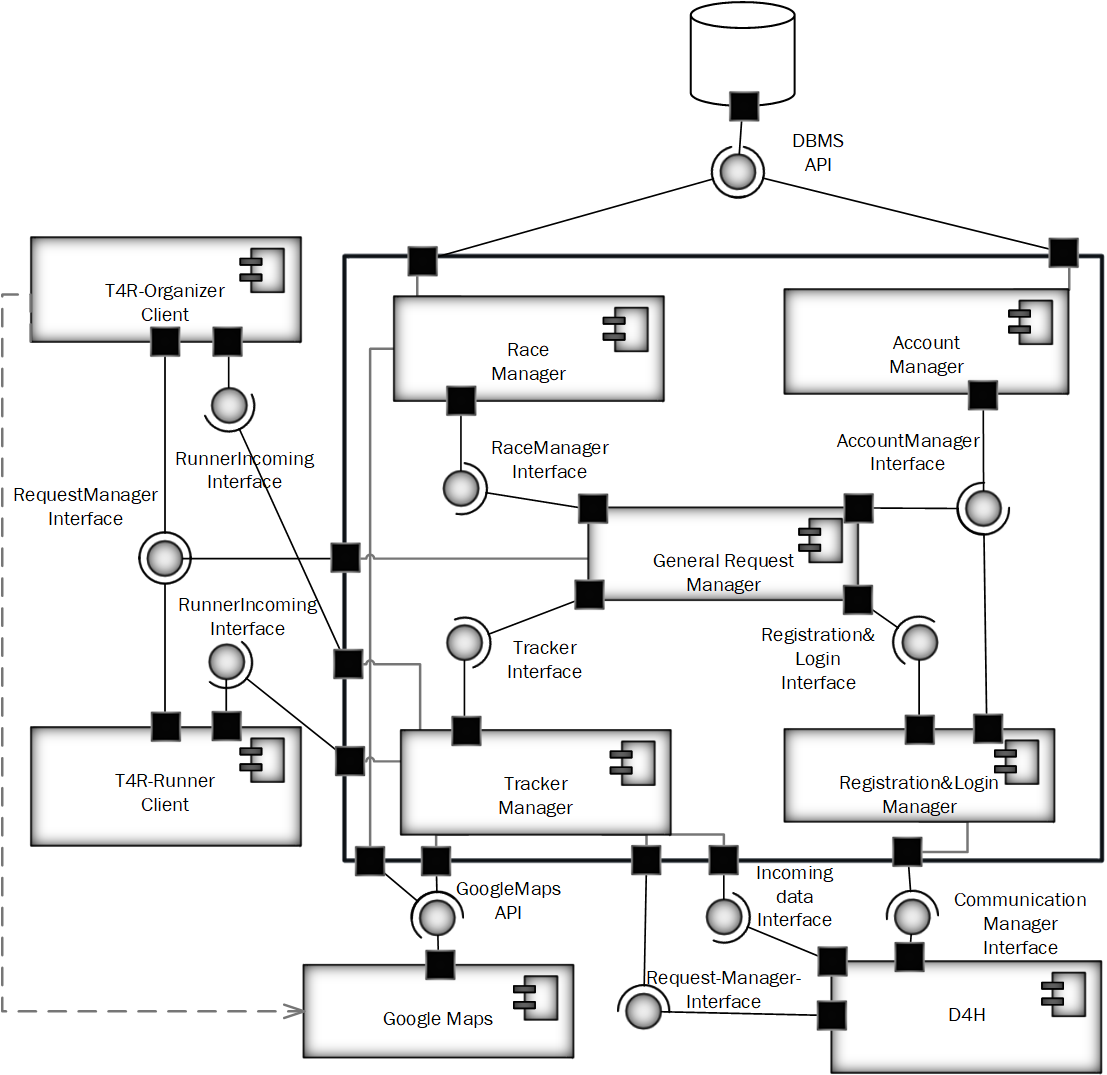 DBMS
API
T4R-Organizer
Client
Race
Manager
Account
Manager
RunnerIncoming
Interface
RaceManager
Interface
AccountManager
Interface
RequestManager
Interface
General Request
Manager
RunnerIncoming
Interface
Tracker
Interface
Registration&
Login
Interface
T4R-Runner
Client
Tracker
Manager
Registration&Login
Manager
GoogleMaps
API
Incoming
data
Interface
Communication
Manager
Interface
Request-Manager-
Interface
Google Maps
D4H